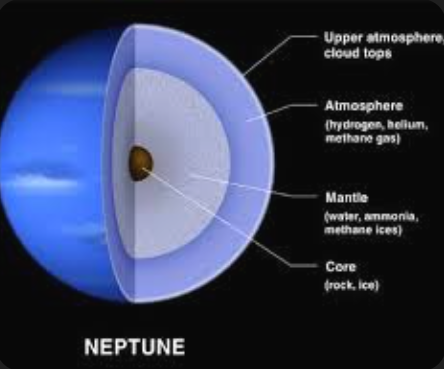 Upper atmosphere,
cloud tops
Atmosphere
(hydrogen, helium,
methane gas)
Mantle
(water, ammonia,
methane ices)
Core
(rock, ice)
NEPTUNE